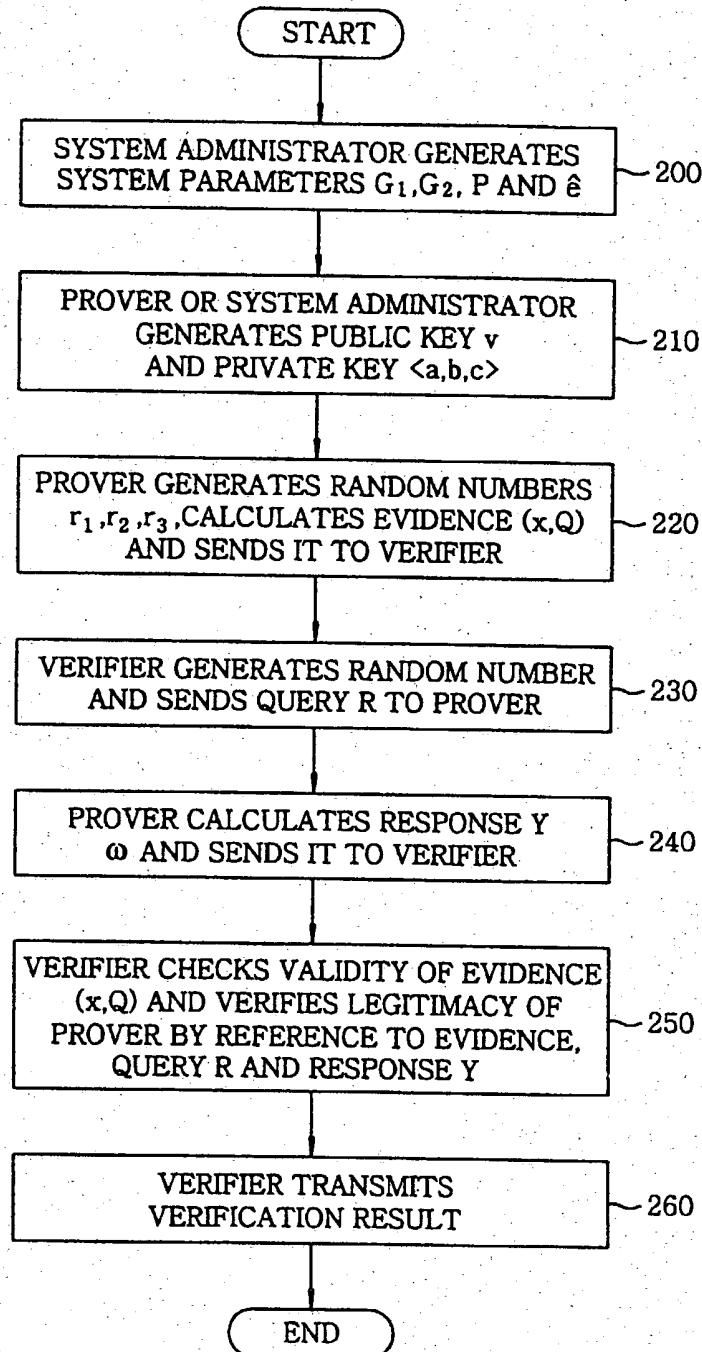 START
SYSTEM ADMINISTRATOR GENERATES
SYSTEM PARAMETERS G₁,G₂, P AND ê
200
PROVER OR SYSTEM ADMINISTRATOR
GENERATES PUBLIC KEY v
AND PRIVATE KEY <a,b,c>
210
PROVER GENERATES RANDOM NUMBERS
r₁,r₂,r₃,CALCULATES EVIDENCE (x,Q)
AND SENDS IT TO VERIFIER
220
VERIFIER GENERATES RANDOM NUMBER
AND SENDS QUERY R TO PROVER
230
PROVER CALCULATES RESPONSE Y
ω AND SENDS IT TO VERIFIER
240
VERIFIER CHECKS VALIDITY OF EVIDENCE
(x,Q) AND VERIFIES LEGITIMACY OF
PROVER BY REFERENCE TO EVIDENCE,
QUERY R AND RESPONSE Y
250
VERIFIER TRANSMITS
VERIFICATION RESULT
260
END